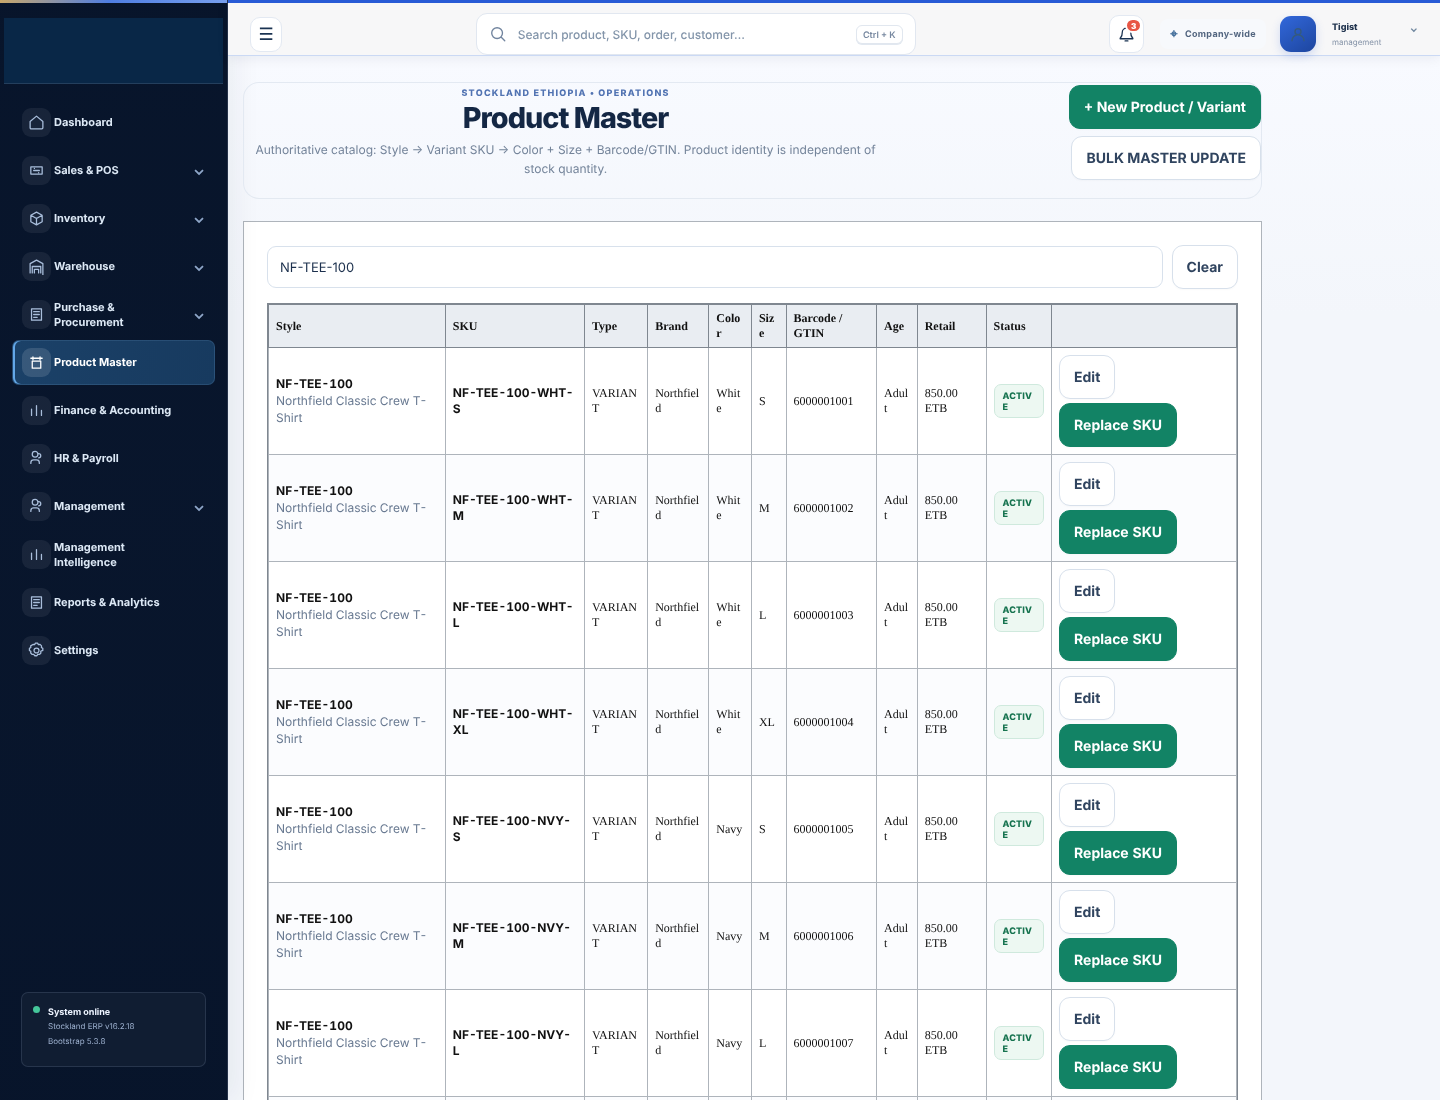 ☰
Search product, SKU, order, customer...
Ctrl + K
3
Company-wide
Tigist
management
Dashboard
Sales & POS
Inventory
Warehouse
Purchase &
Procurement
Product Master
Finance & Accounting
HR & Payroll
Management
Management
Intelligence
Reports & Analytics
Settings
System online
Stockland ERP v16.2.18
Bootstrap 5.3.8
STOCKLAND ETHIOPIA • OPERATIONS
Product Master
Authoritative catalog: Style → Variant SKU → Color + Size + Barcode/GTIN. Product identity is independent of
stock quantity.
+ New Product / Variant
BULK MASTER UPDATE
NF-TEE-100
Clear
Style SKU Type Brand Colo Siz Barcode / Age Retail Status
r e GTIN
NF-TEE-100 NF-TEE-100-WHT- VARIAN Northfiel Whit S 6000001001 Adul 850.00 ACTIV Edit
Northfield Classic Crew T- S T d e t ETB E Replace SKU
Shirt
NF-TEE-100 NF-TEE-100-WHT- VARIAN Northfiel Whit M 6000001002 Adul 850.00 ACTIV Edit
Northfield Classic Crew T- M T d e t ETB E Replace SKU
Shirt
NF-TEE-100 NF-TEE-100-WHT- VARIAN Northfiel Whit L 6000001003 Adul 850.00 ACTIV Edit
Northfield Classic Crew T- L T d e t ETB E Replace SKU
Shirt
NF-TEE-100 NF-TEE-100-WHT- VARIAN Northfiel Whit XL 6000001004 Adul 850.00 ACTIV Edit
Northfield Classic Crew T- XL T d e t ETB E Replace SKU
Shirt
NF-TEE-100 NF-TEE-100-NVY- VARIAN Northfiel Navy S 6000001005 Adul 850.00 ACTIV Edit
Northfield Classic Crew T- S T d t ETB E Replace SKU
Shirt
NF-TEE-100 NF-TEE-100-NVY- VARIAN Northfiel Navy M 6000001006 Adul 850.00 ACTIV Edit
Northfield Classic Crew T- M T d t ETB E Replace SKU
Shirt
NF-TEE-100 NF-TEE-100-NVY- VARIAN Northfiel Navy L 6000001007 Adul 850.00 ACTIV Edit
Northfield Classic Crew T- L T d t ETB E Replace SKU
Shirt